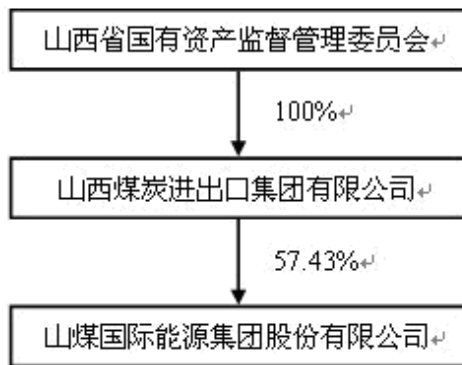 山西省国有资产监督管理委员会
100%
山西煤炭进出口集团有限公司
57.43%
山煤国际能源集团股份有限公司